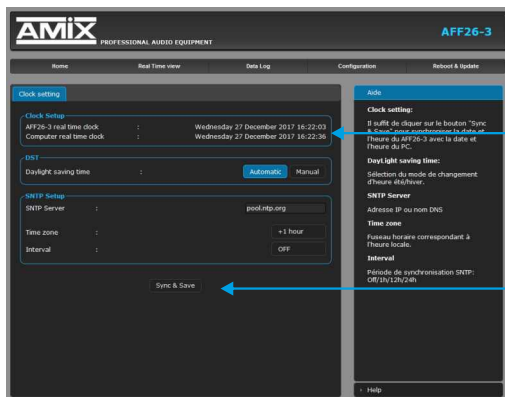 AMIX
PROFESSIONAL AUDIO EQUIPMENT
AFF26-3
Home Real Time view Data Log Configuration Reboot & Update
Clock setting
Clock Setup
AFF26-3 real time clock : Wednesday 27 December 2017 16:22:03
Computer real time clock : Wednesday 27 December 2017 16:22:36
DST
Daylight saving time : Automatic Manual
SNTP Setup
SNTP Server : pool.ntp.org
Time zone : +1 hour
Interval : OFF
Sync & Save
Aide
Clock setting:
Il suffit de cliquer sur le bouton "Sync
& Save" pour synchroniser la date et
l'heure du AFF26-3 avec la date et
l'heure du PC.
DayLight saving time:
Sélection du mode de changement
d'heure été/hiver.
SNTP Server
Adresse IP ou nom DNS
Time zone
Fuseau horaire correspondant à
l'heure locale.
Interval
Période de synchronisation SNTP:
Off/1h/12h/24h
› Help